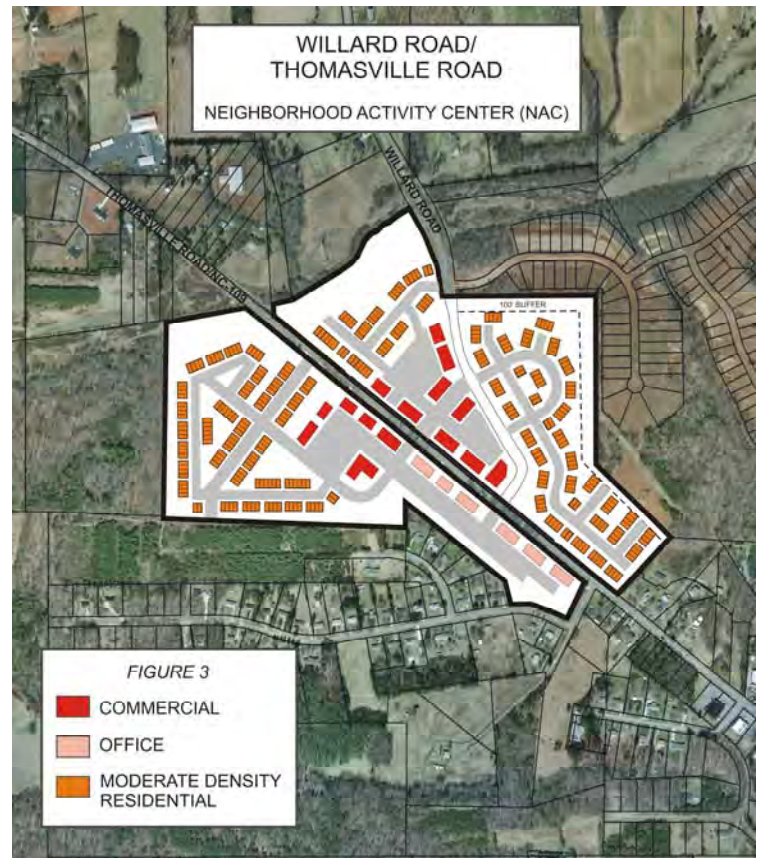 WILLARD ROAD/
THOMASVILLE ROAD
NEIGHBORHOOD ACTIVITY CENTER (NAC)
WILLARD ROAD
THOMASVILLE ROAD/NC-109
100' BUFFER
FIGURE 3
COMMERCIAL
OFFICE
MODERATE DENSITY
RESIDENTIAL